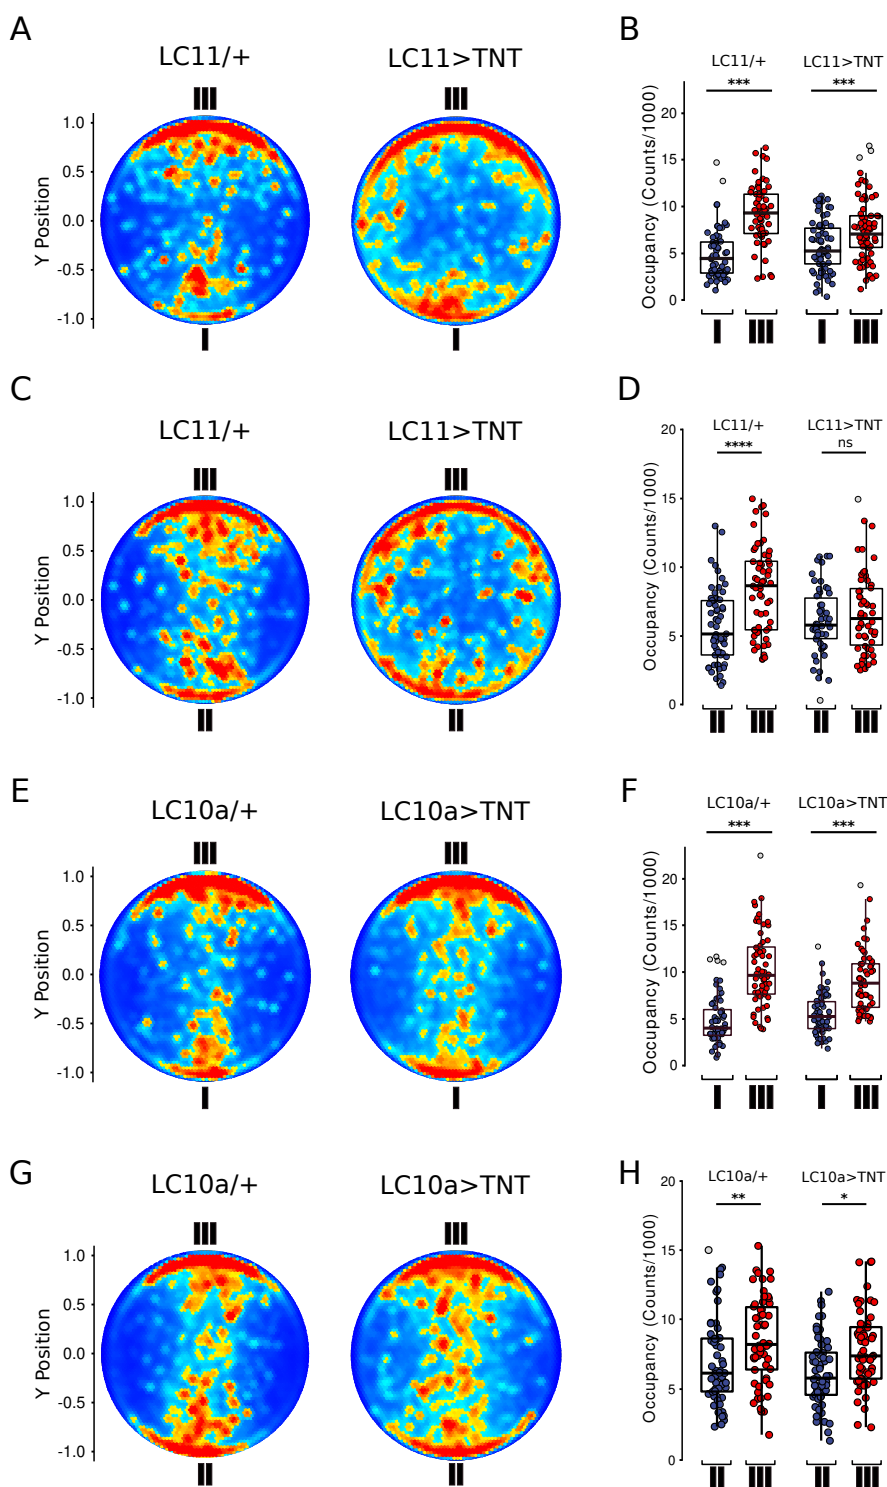 A
LC11/+
LC11>TNT
1.0
0.5
0.0
-0.5
-1.0
Y Position
B
LC11/+
LC11>TNT
***
***
20
15
10
5
0
Occupancy (Counts/1000)
C
LC11/+
LC11>TNT
1.0
0.5
0.0
-0.5
-1.0
Y Position
D
LC11/+
LC11>TNT
****
ns
20
15
10
5
0
Occupancy (Counts/1000)
E
LC10a/+
LC10a>TNT
1.0
0.5
0.0
-0.5
-1.0
Y Position
F
LC10a/+
LC10a>TNT
***
***
20
15
10
5
0
Occupancy (Counts/1000)
G
LC10a/+
LC10a>TNT
1.0
0.5
0.0
-0.5
-1.0
Y Position
H
LC10a/+
LC10a>TNT
**
*
20
15
10
5
0
Occupancy (Counts/1000)